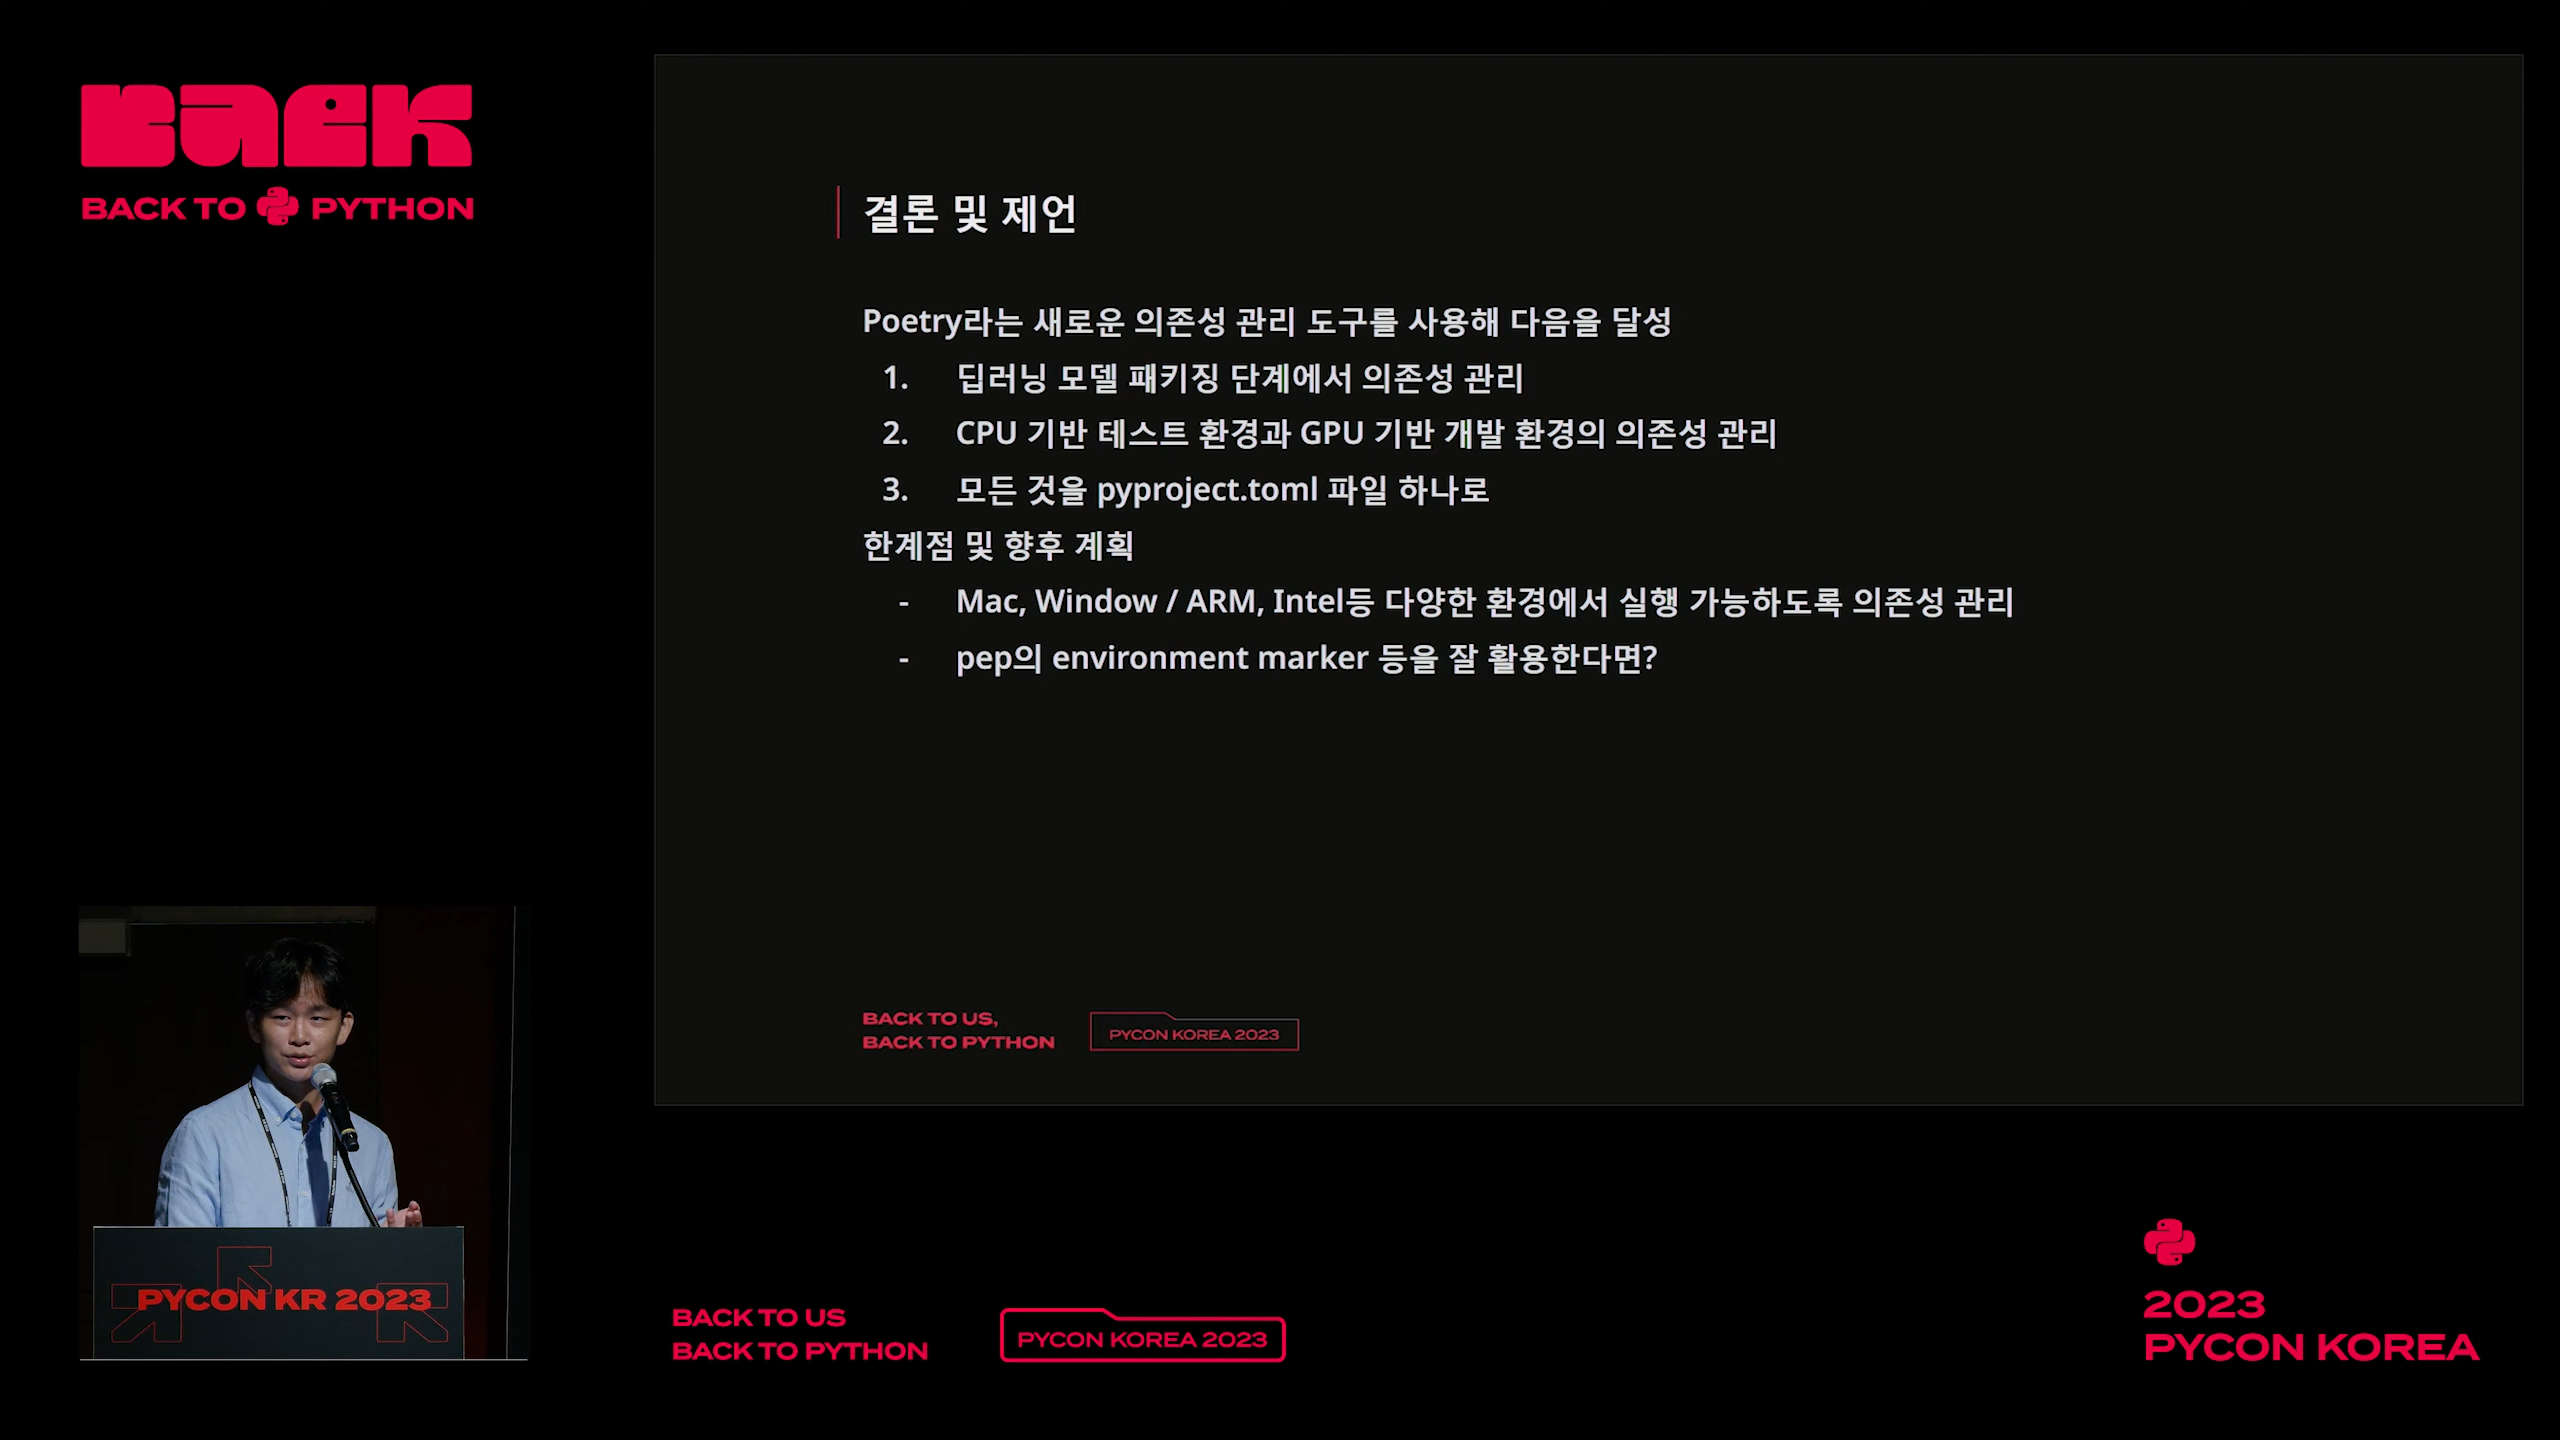 BACK
BACK TO PYTHON
결론 및 제언
Poetry라는 새로운 의존성 관리 도구를 사용해 다음을 달성
1. 딥러닝 모델 패키징 단계에서 의존성 관리
2. CPU 기반 테스트 환경과 GPU 기반 개발 환경의 의존성 관리
3. 모든 것을 pyproject.toml 파일 하나로
한계점 및 향후 계획
- Mac, Window / ARM, Intel등 다양한 환경에서 실행 가능하도록 의존성 관리
- pep의 environment marker 등을 잘 활용한다면?
BACK TO US,
BACK TO PYTHON
PYCON KOREA 2023
PYCON KR 2023
BACK TO US
BACK TO PYTHON
PYCON KOREA 2023
2023
PYCON KOREA